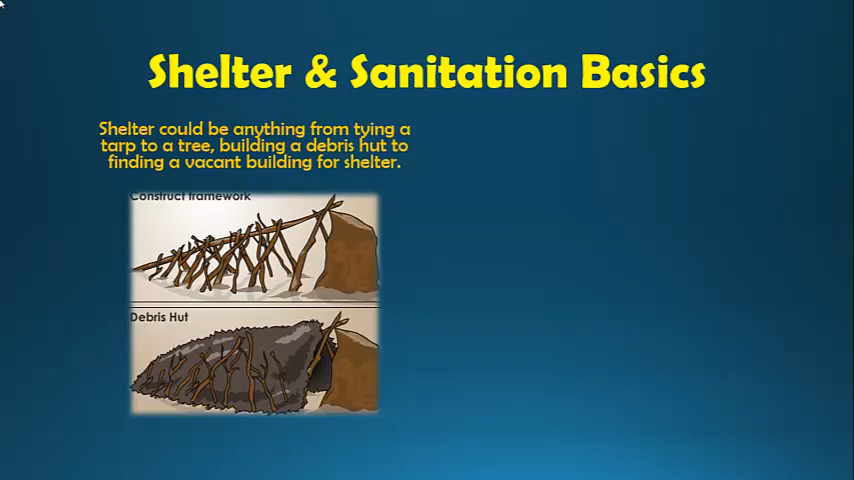 Shelter & Sanitation Basics
Shelter could be anything from tying a
tarp to a tree, building a debris hut to
finding a vacant building for shelter.
Construct framework
Debris Hut